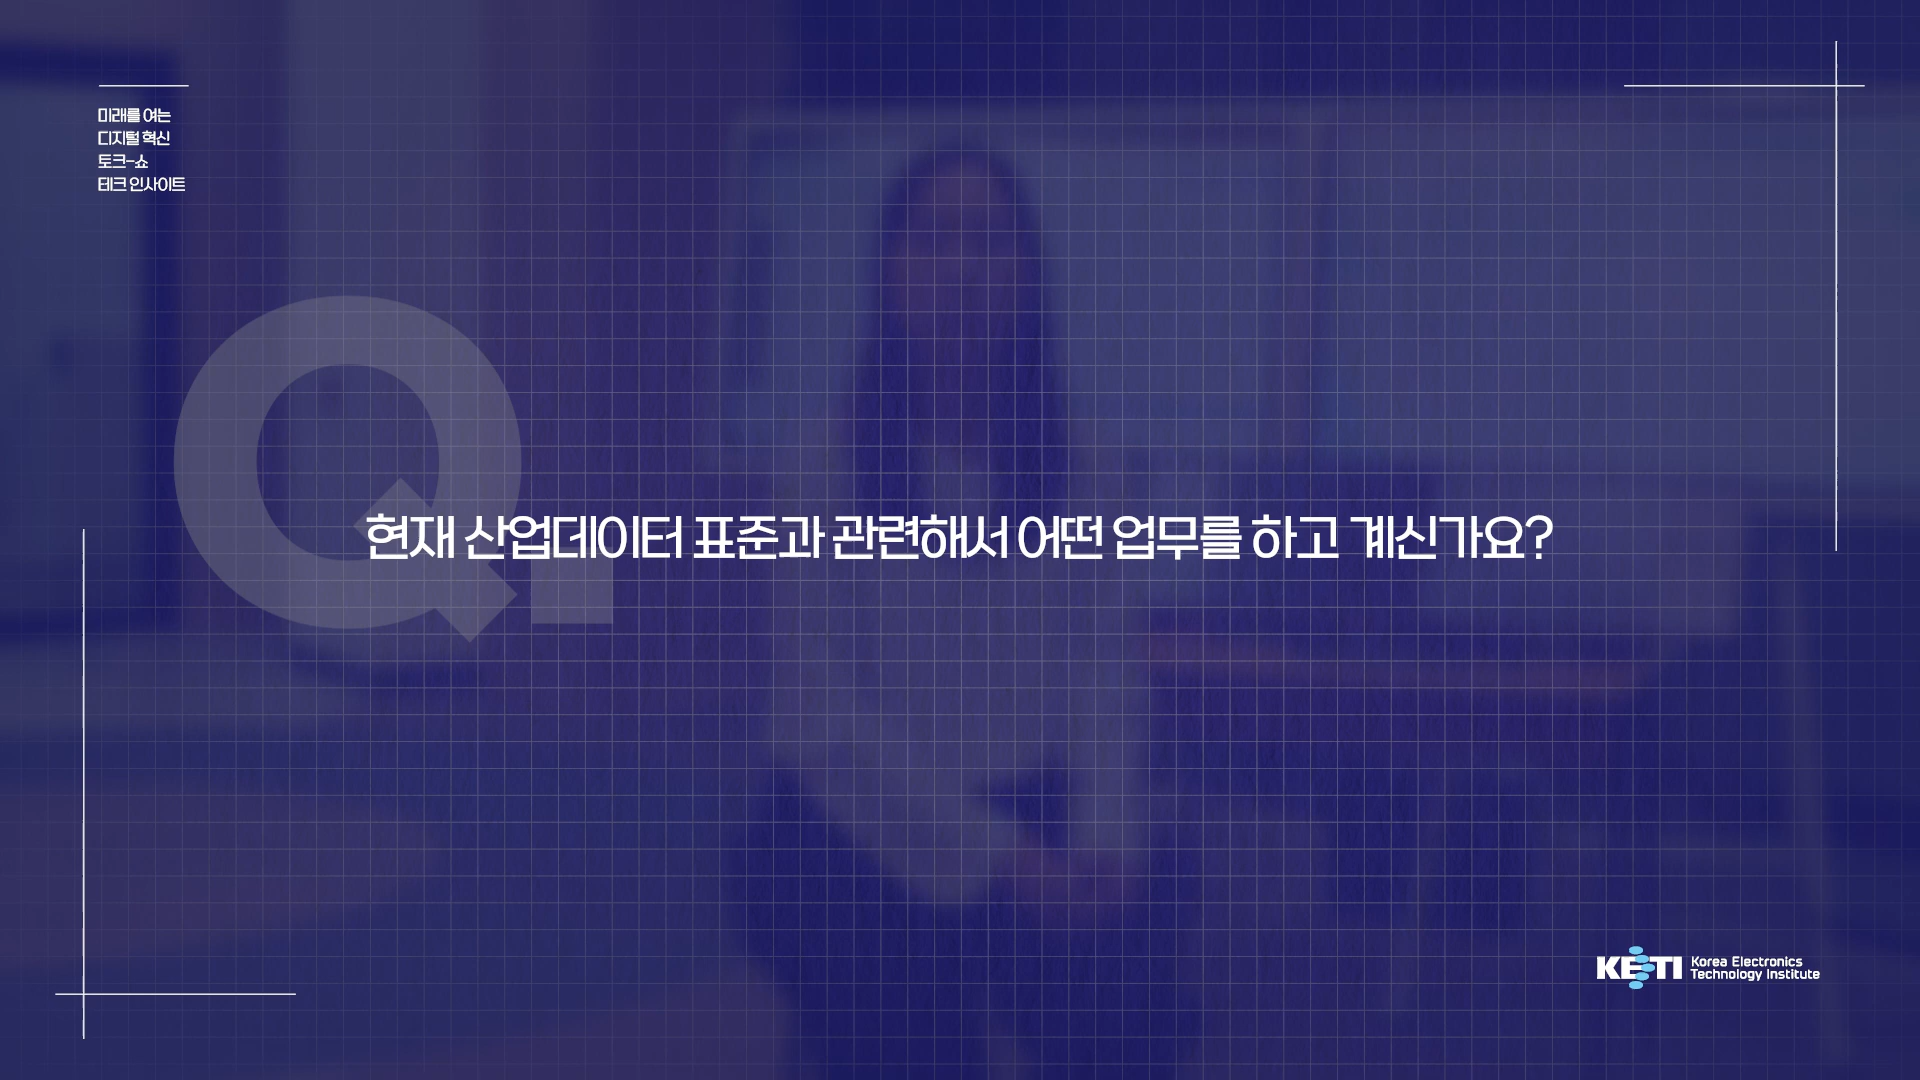 미래를 여는
디지털 혁신
토크-쇼
테크 인사이트
Q.
현재 산업데이터 표준과 관련해서 어떤 업무를 하고 계신가요?
KETI Korea Electronics
Technology Institute